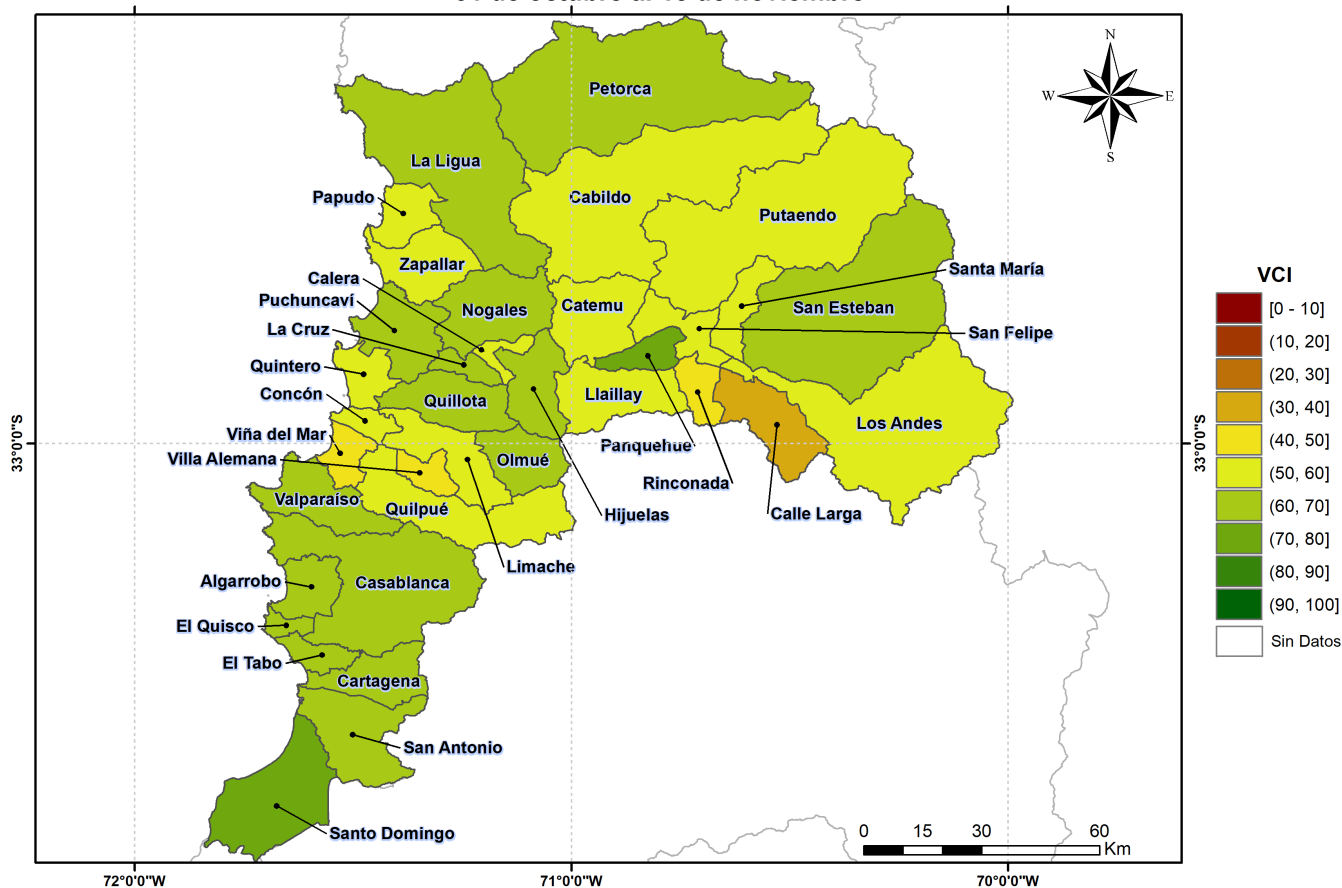 N
W E
S
Petorca
La Ligua
Papudo
Cabildo
Putaendo
Zapallar
Santa María
Calera
Puchuncaví
Nogales
Catemu
San Esteban
La Cruz
San Felipe
Quintero
Concón
Quillota
Llaillay
Los Andes
Viña del Mar
Villa Alemana
Panquehue
Olmué
Rinconada
Valparaíso
Quilpué
Hijuelas
Calle Larga
Limache
Algarrobo
Casablanca
El Quisco
El Tabo
Cartagena
San Antonio
Santo Domingo
VCI
[0 - 10]
(10, 20]
(20, 30]
(30, 40]
(40, 50]
(50, 60]
(60, 70]
(70, 80]
(80, 90]
(90, 100]
Sin Datos
33°0'0"S
33°0'0"S
0 15 30 60
Km
72°0'0"W 71°0'0"W 70°0'0"W